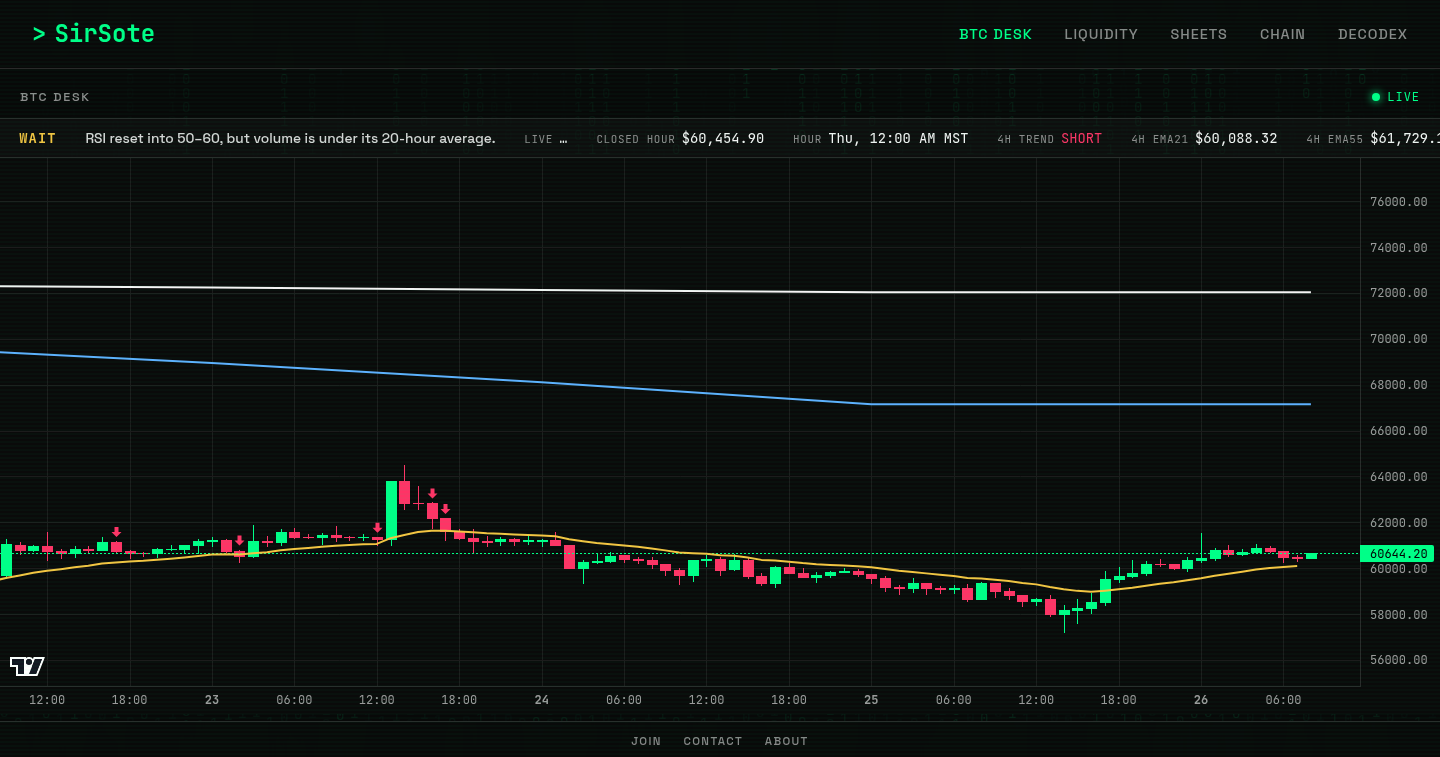 > SirSote
BTC DESK LIQUIDITY SHEETS CHAIN DECODEX
BTC DESK
LIVE
WAIT RSI reset into 50–60, but volume is under its 20-hour average. LIVE … CLOSED HOUR $60,454.90 HOUR Thu, 12:00 AM MST 4H TREND SHORT 4H EMA21 $60,088.32 4H EMA55 $61,729.1
76000.00
74000.00
72000.00
70000.00
68000.00
66000.00
64000.00
62000.00
60644.20
60000.00
58000.00
56000.00
12:00 18:00 23 06:00 12:00 18:00 24 06:00 12:00 18:00 25 06:00 12:00 18:00 26 06:00
JOIN CONTACT ABOUT